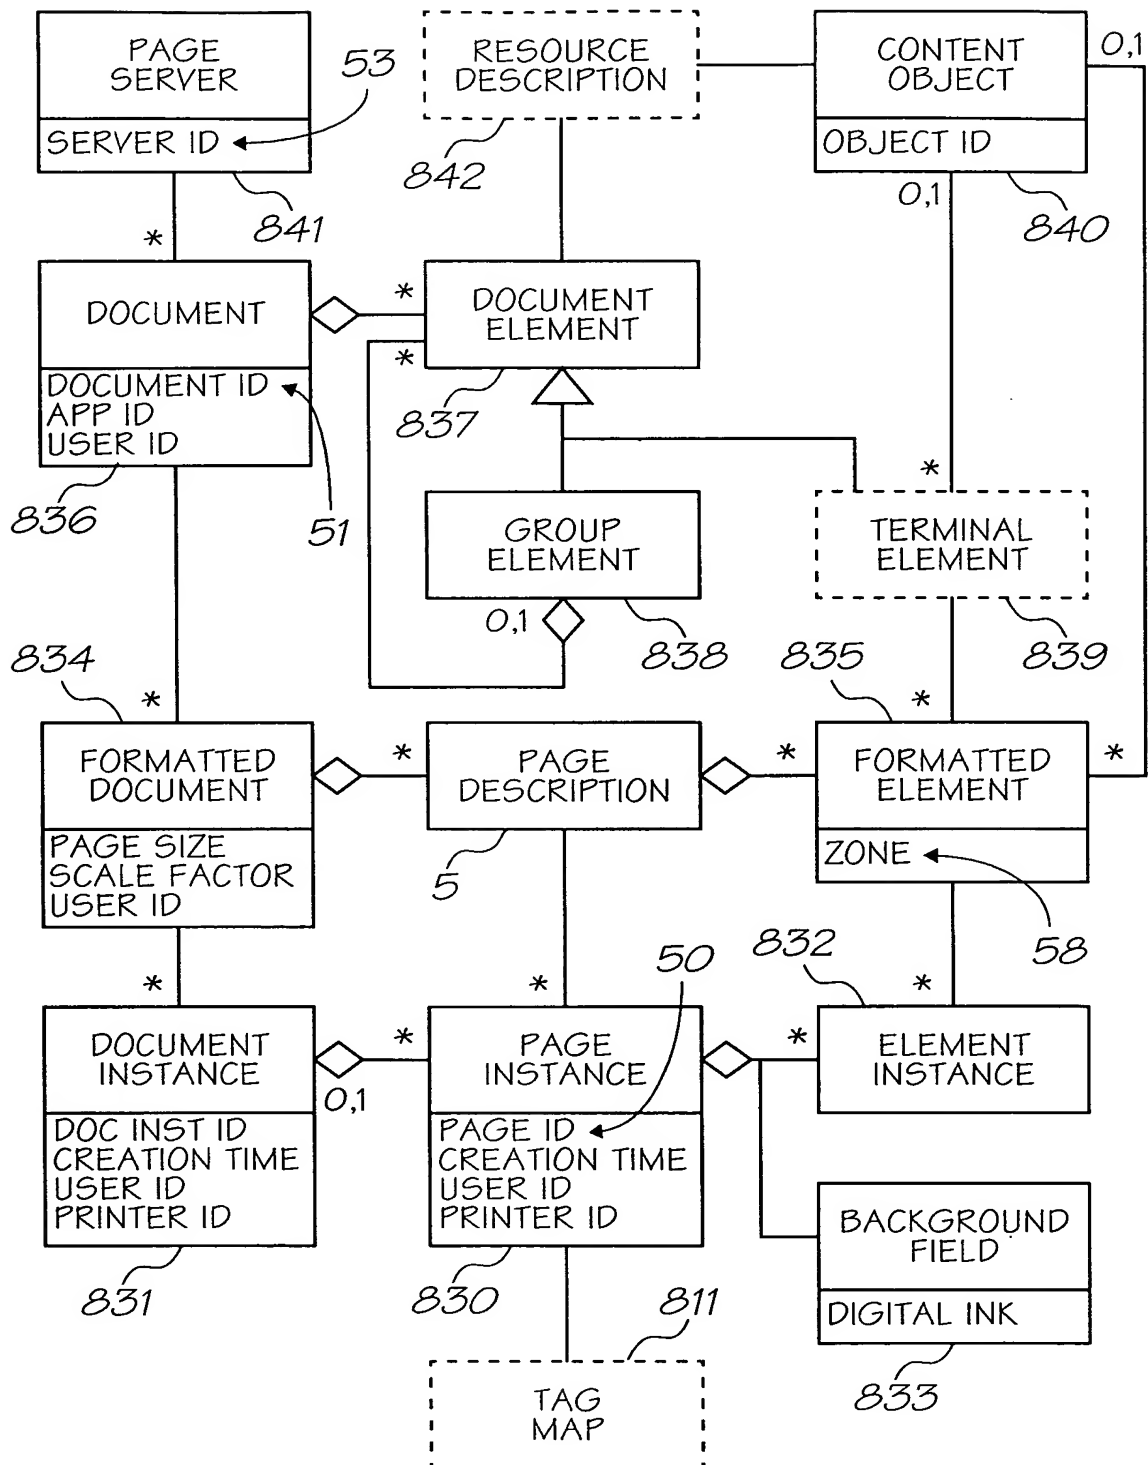 PAGE
SERVER
SERVER ID
53
841
*
RESOURCE
DESCRIPTION
842
CONTENT
OBJECT
OBJECT ID
0,1
0,1
840
DOCUMENT
DOCUMENT ID
APP ID
USER ID
836
51
*
*
DOCUMENT
ELEMENT
837
GROUP
ELEMENT
0,1
838
*
TERMINAL
ELEMENT
839
834
*
FORMATTED
DOCUMENT
PAGE SIZE
SCALE FACTOR
USER ID
*
PAGE
DESCRIPTION
5
*
835
*
FORMATTED
ELEMENT
*
ZONE
58
*
DOCUMENT
INSTANCE
0,1
DOC INST ID
CREATION TIME
USER ID
PRINTER ID
831
*
*
50
PAGE
INSTANCE
PAGE ID
CREATION TIME
USER ID
PRINTER ID
830
*
832
*
ELEMENT
INSTANCE
BACKGROUND
FIELD
DIGITAL INK
833
811
TAG
MAP